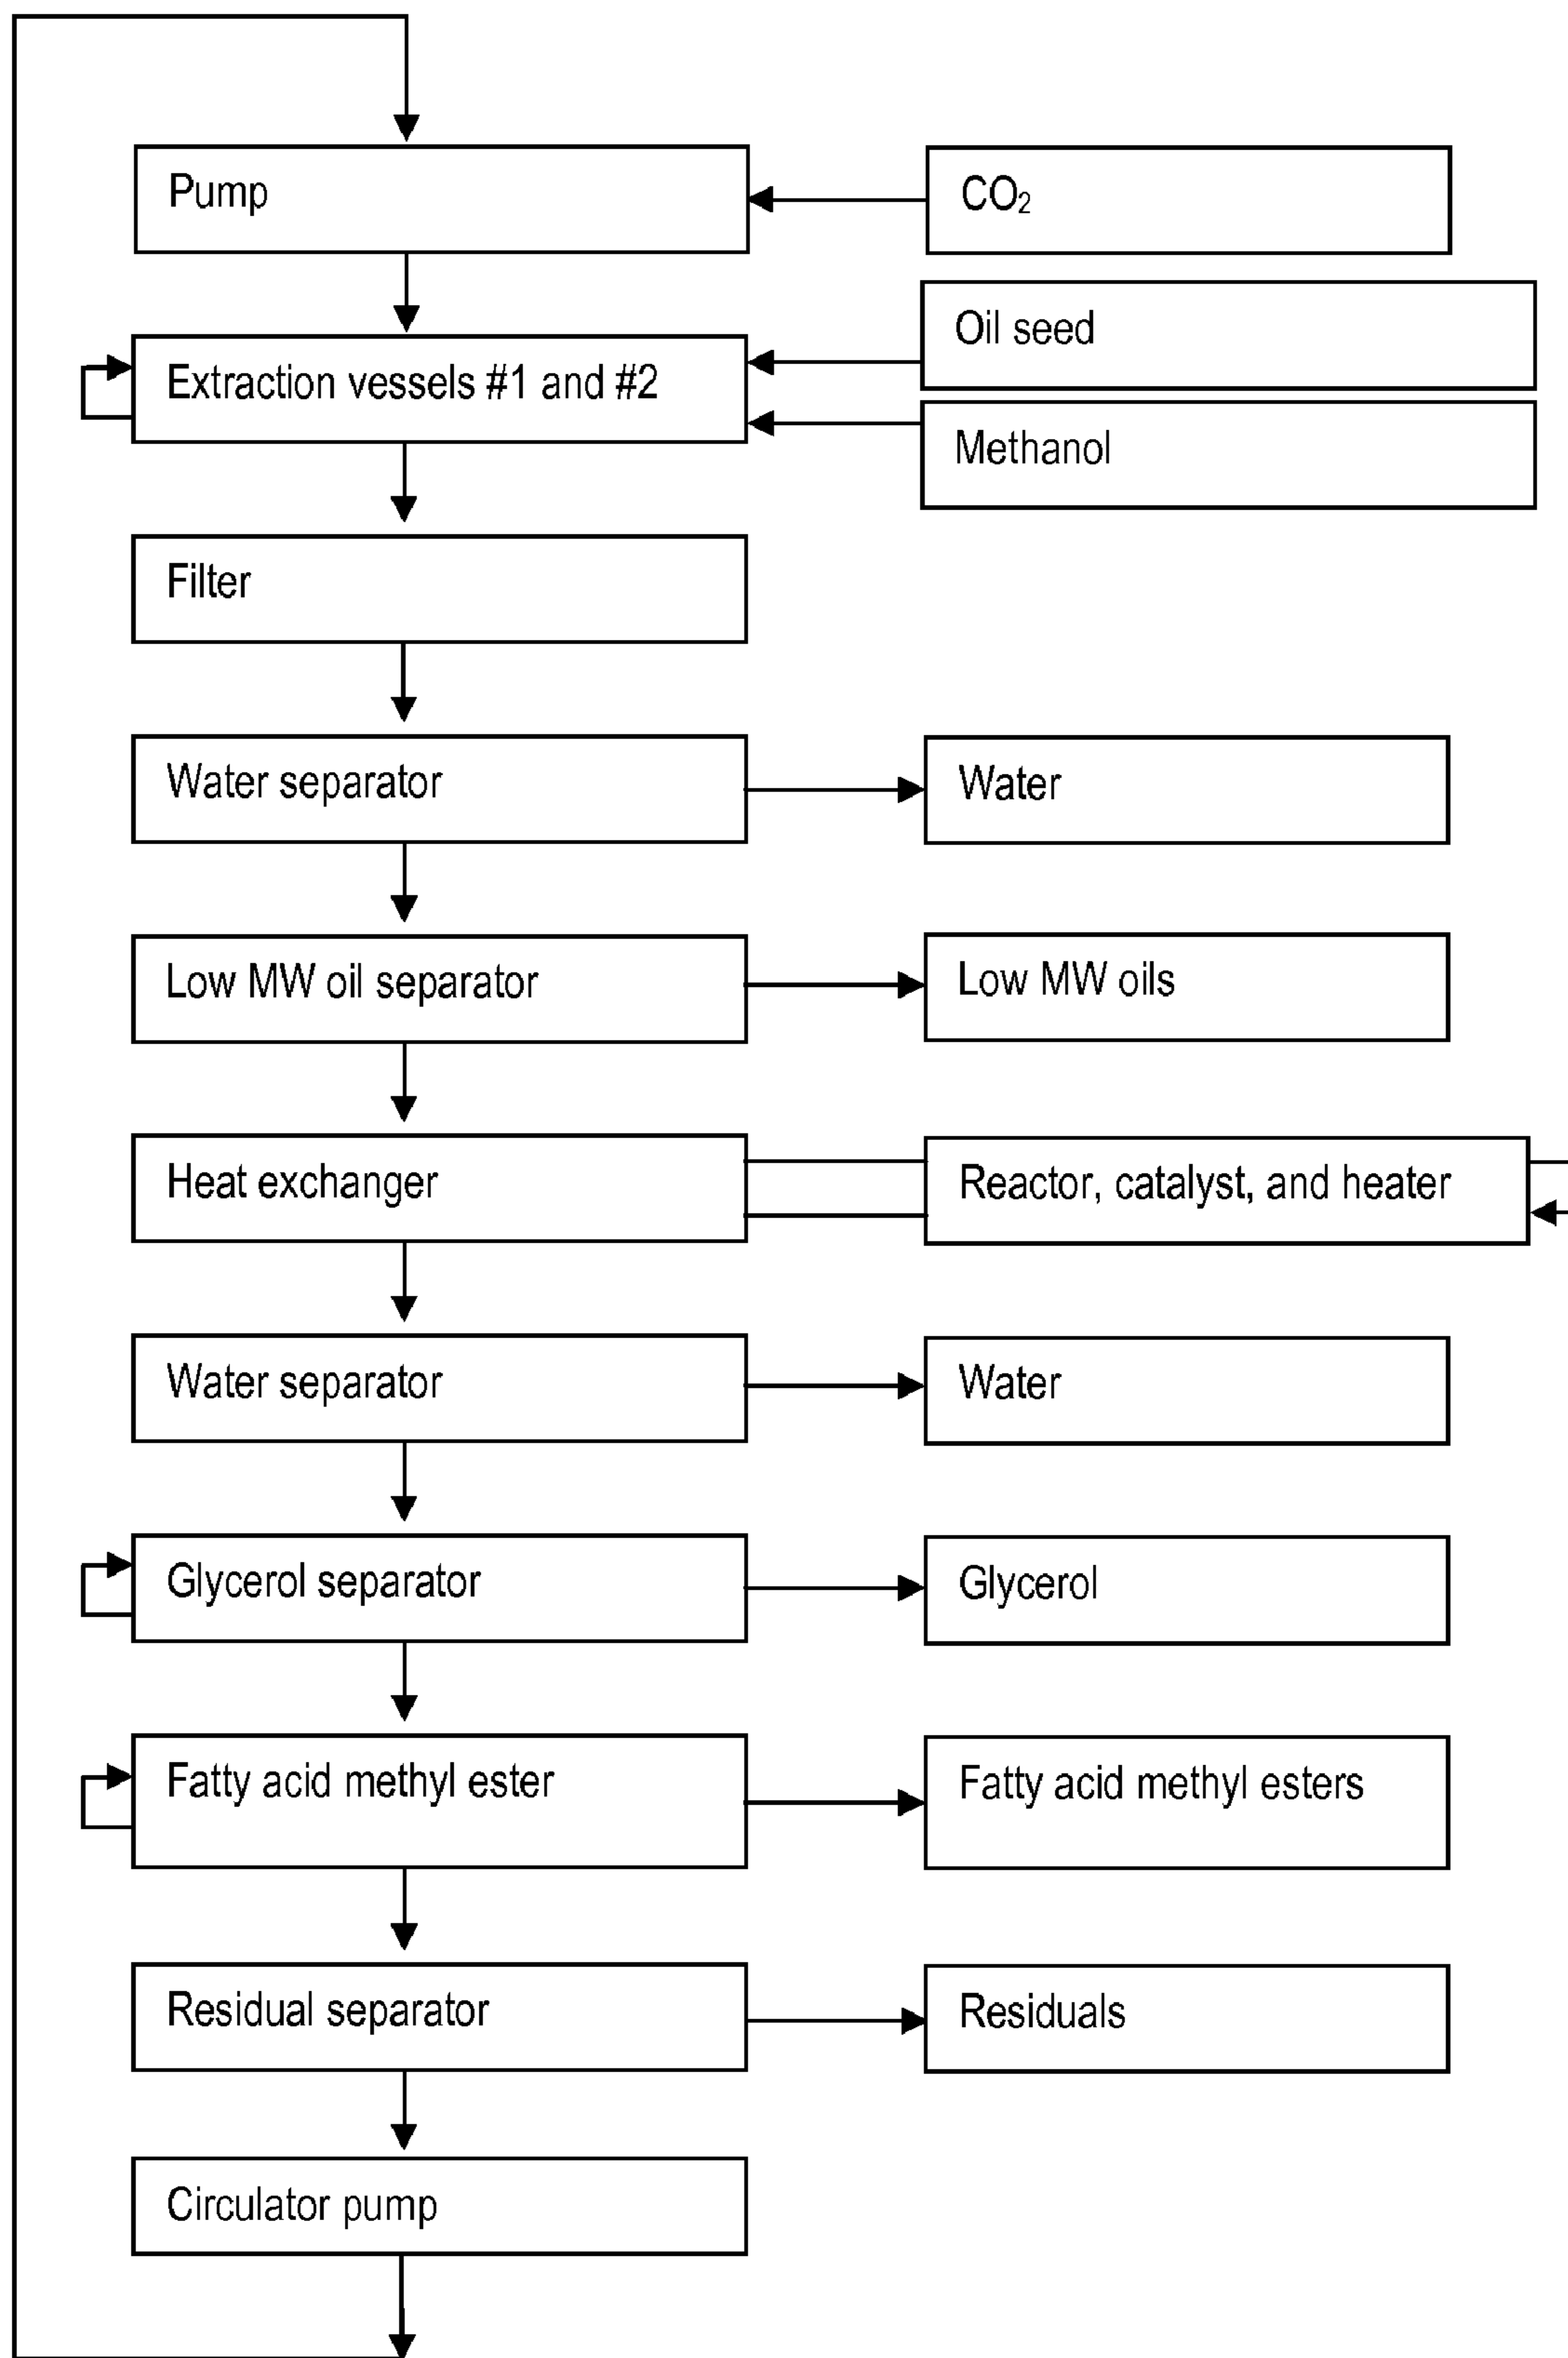 Pump
CO₂
Oil seed
Extraction vessels #1 and #2
Methanol
Filter
Water separator
Water
Low MW oil separator
Low MW oils
Heat exchanger
Reactor, catalyst, and heater
Water separator
Water
Glycerol separator
Glycerol
Fatty acid methyl ester
Fatty acid methyl esters
Residual separator
Residuals
Circulator pump